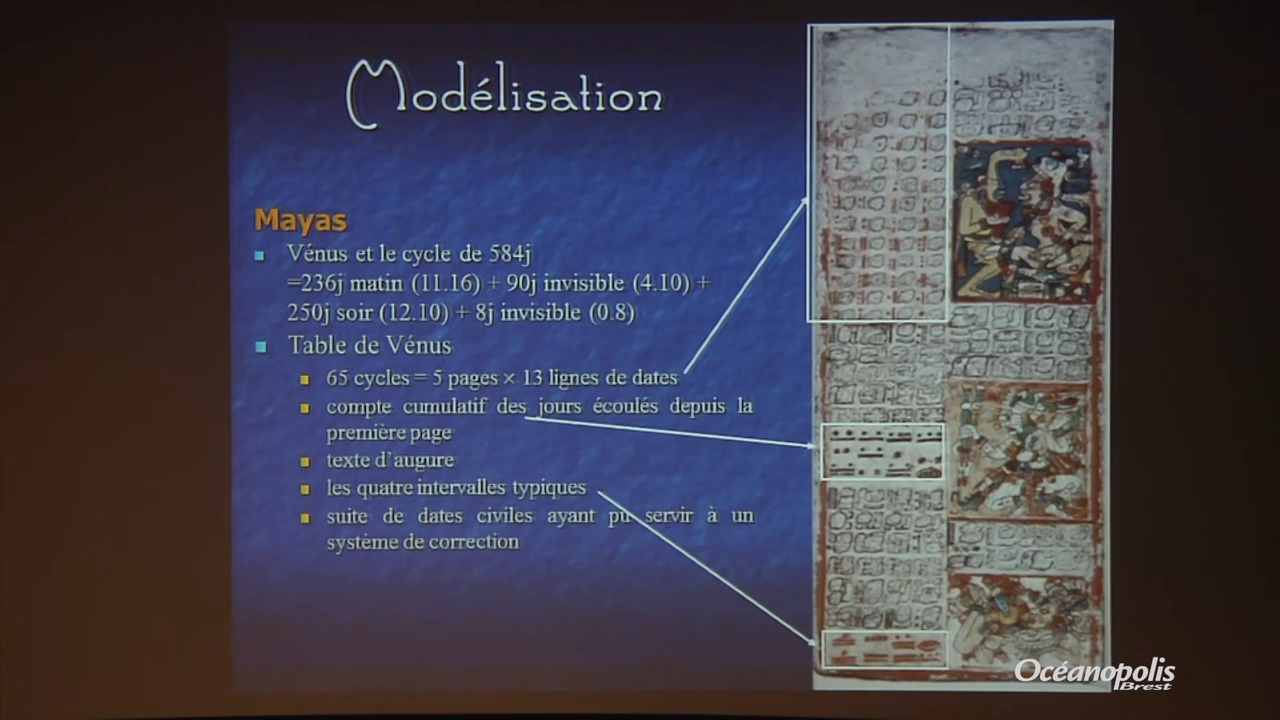 Modélisation
Mayas
Vénus et le cycle de 584j
=236j matin (11.16) + 90j invisible (4.10) +
250j soir (12.10) + 8j invisible (0.8)
Table de Vénus
65 cycles = 5 pages × 13 lignes de dates
compte cumulatif des jours écoulés depuis la
première page
texte d'augure
les quatre intervalles typiques
suite de dates civiles ayant pu servir à un
système de correction
Océanopolis
Brest